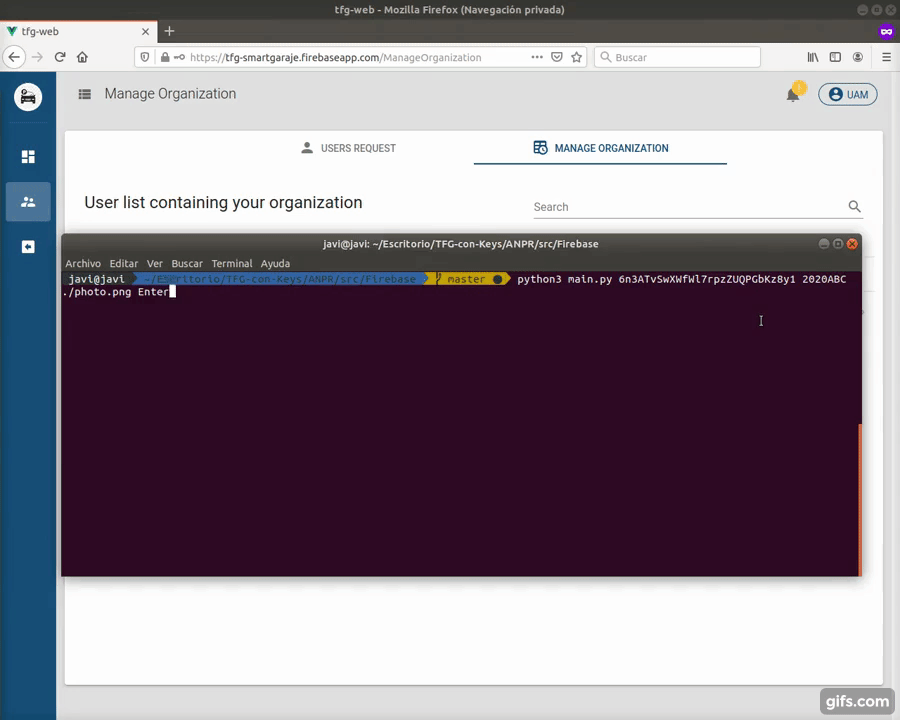 tfg-web - Mozilla Firefox (Navegación privada)
tfg-web
https://tfg-smartgaraje.firebaseapp.com/ManageOrganization
Buscar
Manage Organization
UAM
USERS REQUEST
MANAGE ORGANIZATION
User list containing your organization
Search
javi@javi: ~/Escritorio/TFG-con-Keys/ANPR/src/Firebase
Archivo Editar Ver Buscar Terminal Ayuda
javi@javi ~/Escritorio/TFG-con-Keys/ANPR/src/Firebase master python3 main.py 6n3ATvSwXWfWl7rpzZUQPGbKz8y1 2020ABC
./photo.png Enter
gifs.com